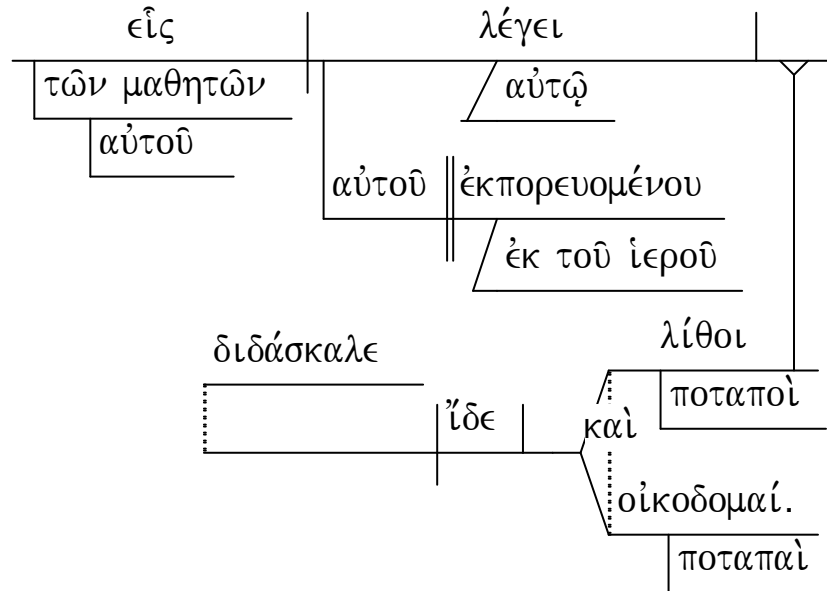 εἷς λέγει
τῶν μαθητῶν αὐτῷ
αὐτοῦ
αὐτοῦ ἐκπορευομένου
ἐκ τοῦ ἱεροῦ
λίθοι
διδάσκαλε
ποταποὶ
ἴδε καὶ
οἰκοδομαί.
ποταπαὶ